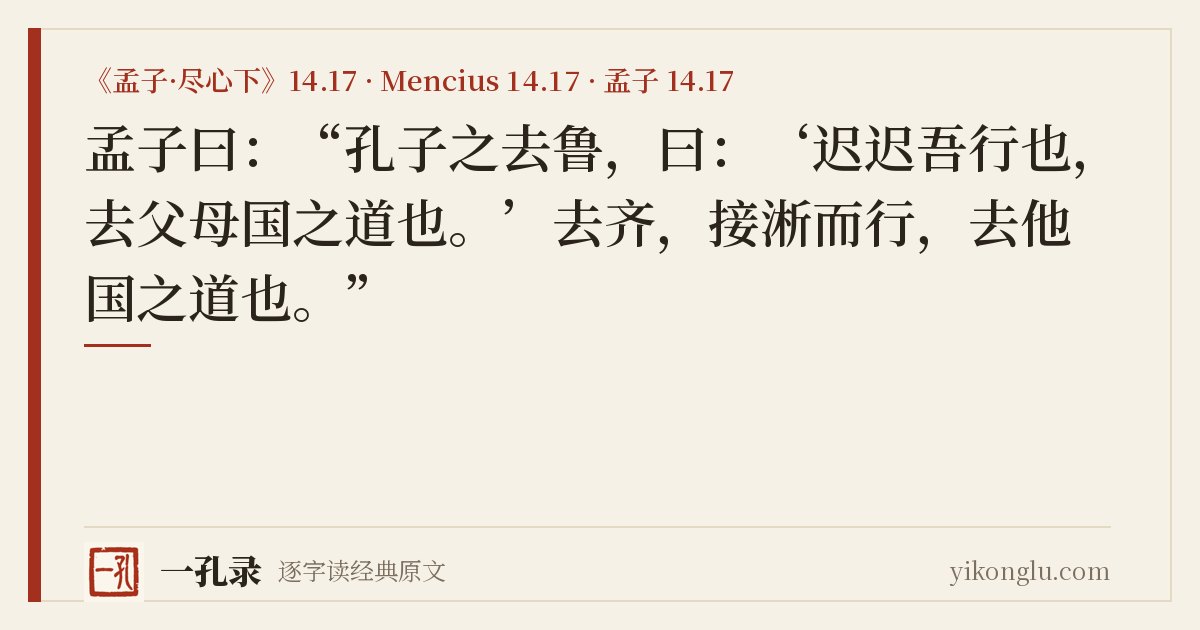 《孟子·尽心下》14.17 · Mencius 14.17 · 孟子 14.17
孟子曰：“孔子之去鲁，曰：‘迟迟吾行也，
去父母国之道也。’去齐，接淅而行，去他
国之道也。”
一孔
一孔录 逐字读经典原文 yikonglu.com